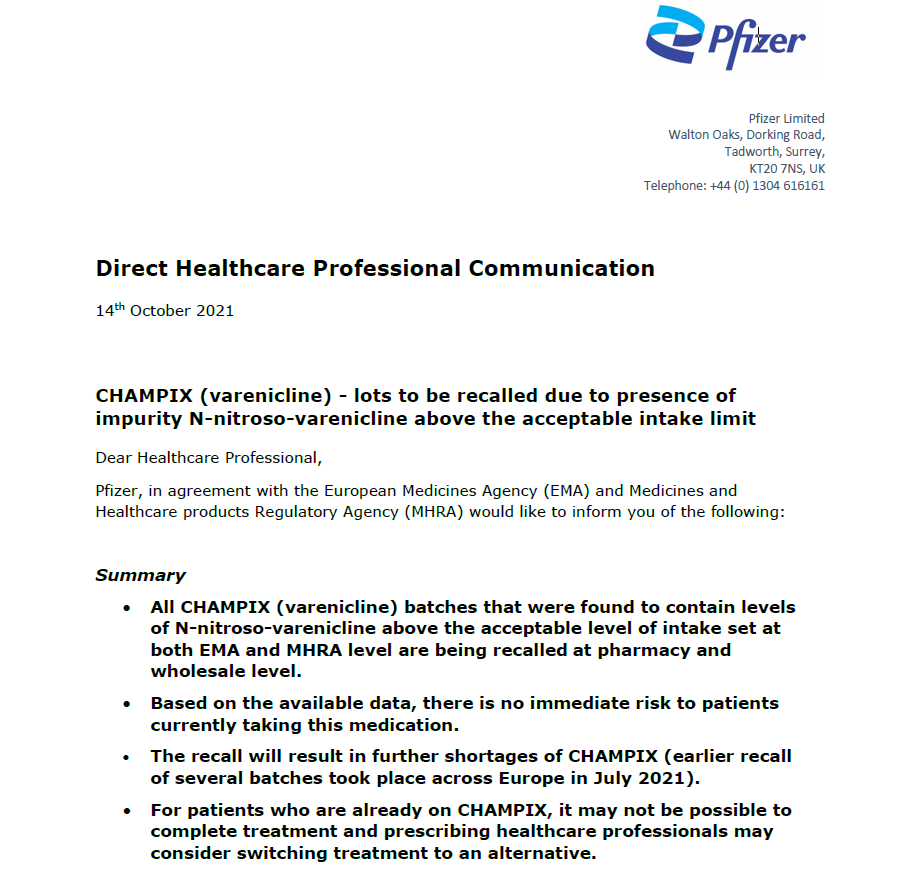 Pfizer
Pfizer Limited
Walton Oaks, Dorking Road,
Tadworth, Surrey,
KT20 7NS, UK
Telephone: +44 (0) 1304 616161
Direct Healthcare Professional Communication
14th October 2021
CHAMPIX (varenicline) - lots to be recalled due to presence of
impurity N-nitroso-varenicline above the acceptable intake limit
Dear Healthcare Professional,
Pfizer, in agreement with the European Medicines Agency (EMA) and Medicines and
Healthcare products Regulatory Agency (MHRA) would like to inform you of the following:
Summary
• All CHAMPIX (varenicline) batches that were found to contain levels
of N-nitroso-varenicline above the acceptable level of intake set at
both EMA and MHRA level are being recalled at pharmacy and
wholesale level.
• Based on the available data, there is no immediate risk to patients
currently taking this medication.
• The recall will result in further shortages of CHAMPIX (earlier recall
of several batches took place across Europe in July 2021).
• For patients who are already on CHAMPIX, it may not be possible to
complete treatment and prescribing healthcare professionals may
consider switching treatment to an alternative.